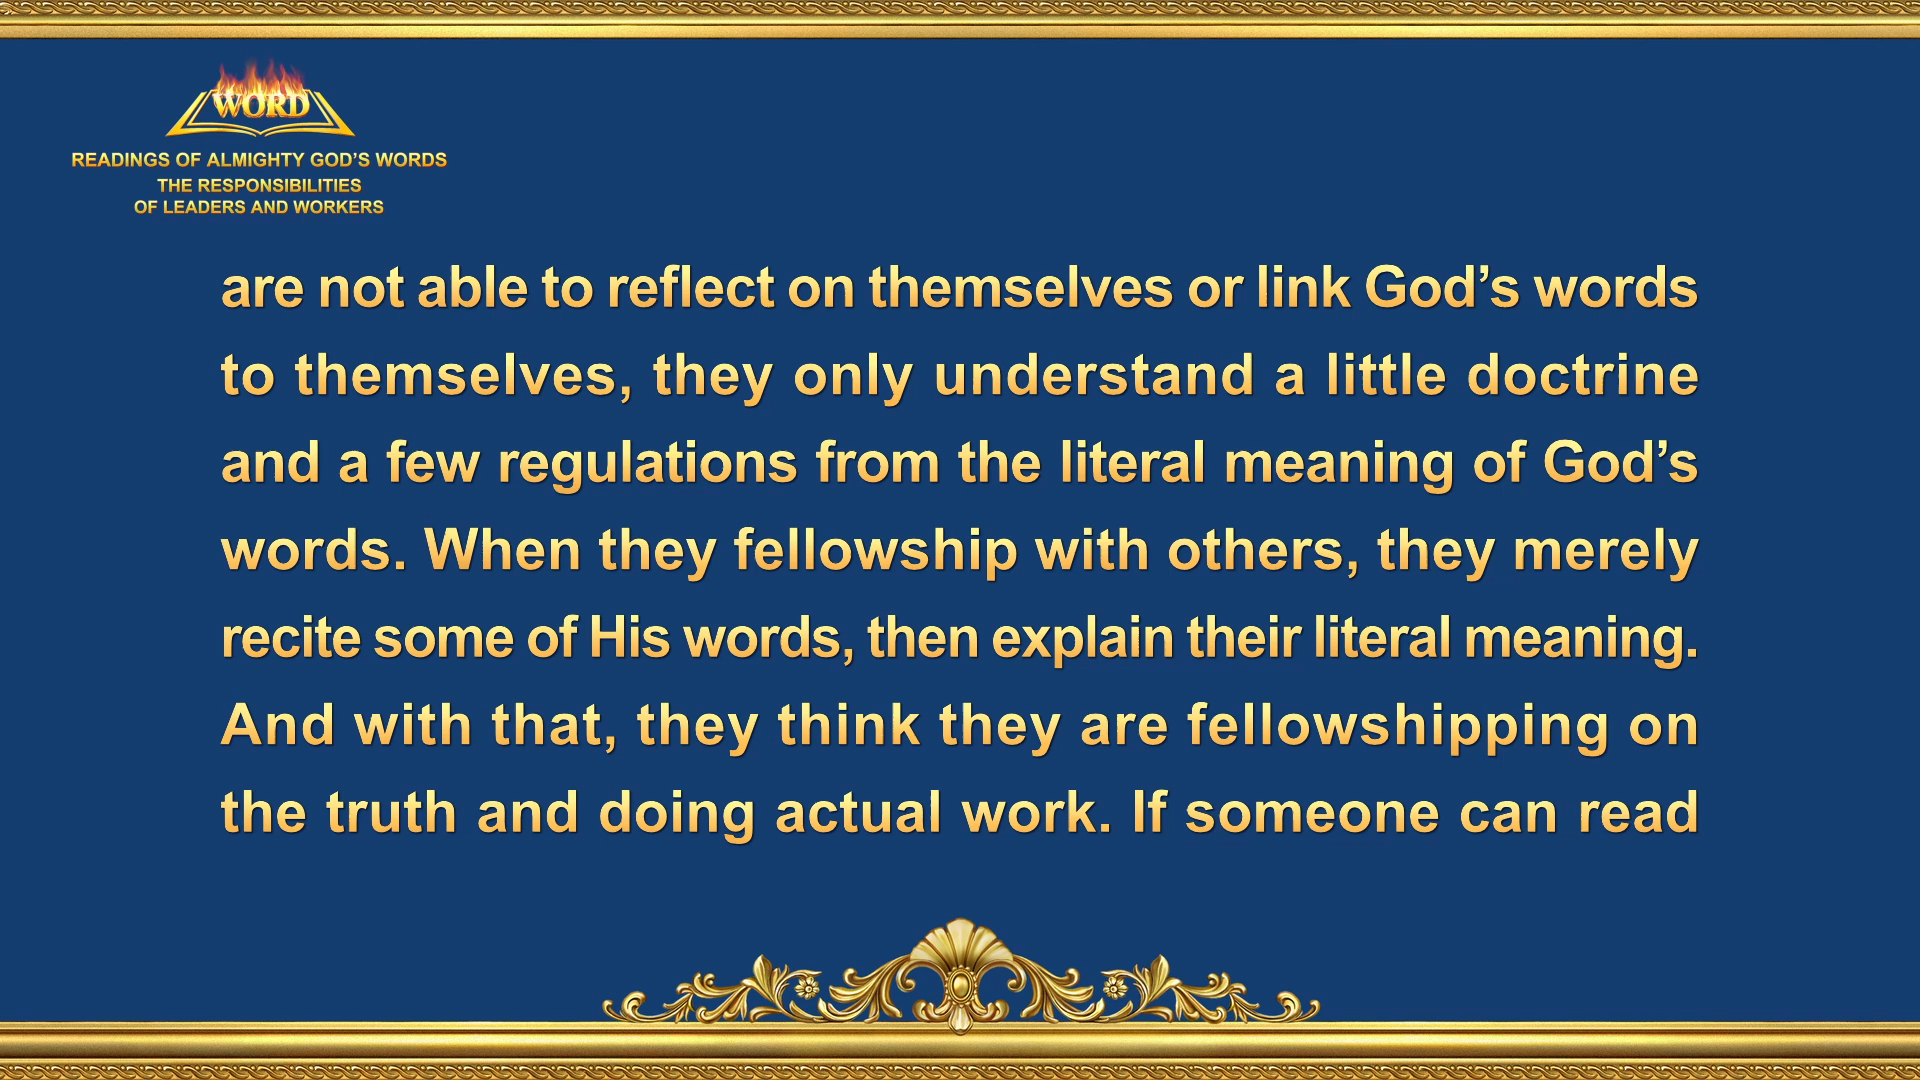 WORD
READINGS OF ALMIGHTY GOD’S WORDS
THE RESPONSIBILITIES
OF LEADERS AND WORKERS
are not able to reflect on themselves or link God’s words
to themselves, they only understand a little doctrine
and a few regulations from the literal meaning of God’s
words. When they fellowship with others, they merely
recite some of His words, then explain their literal meaning.
And with that, they think they are fellowshipping on
the truth and doing actual work. If someone can read